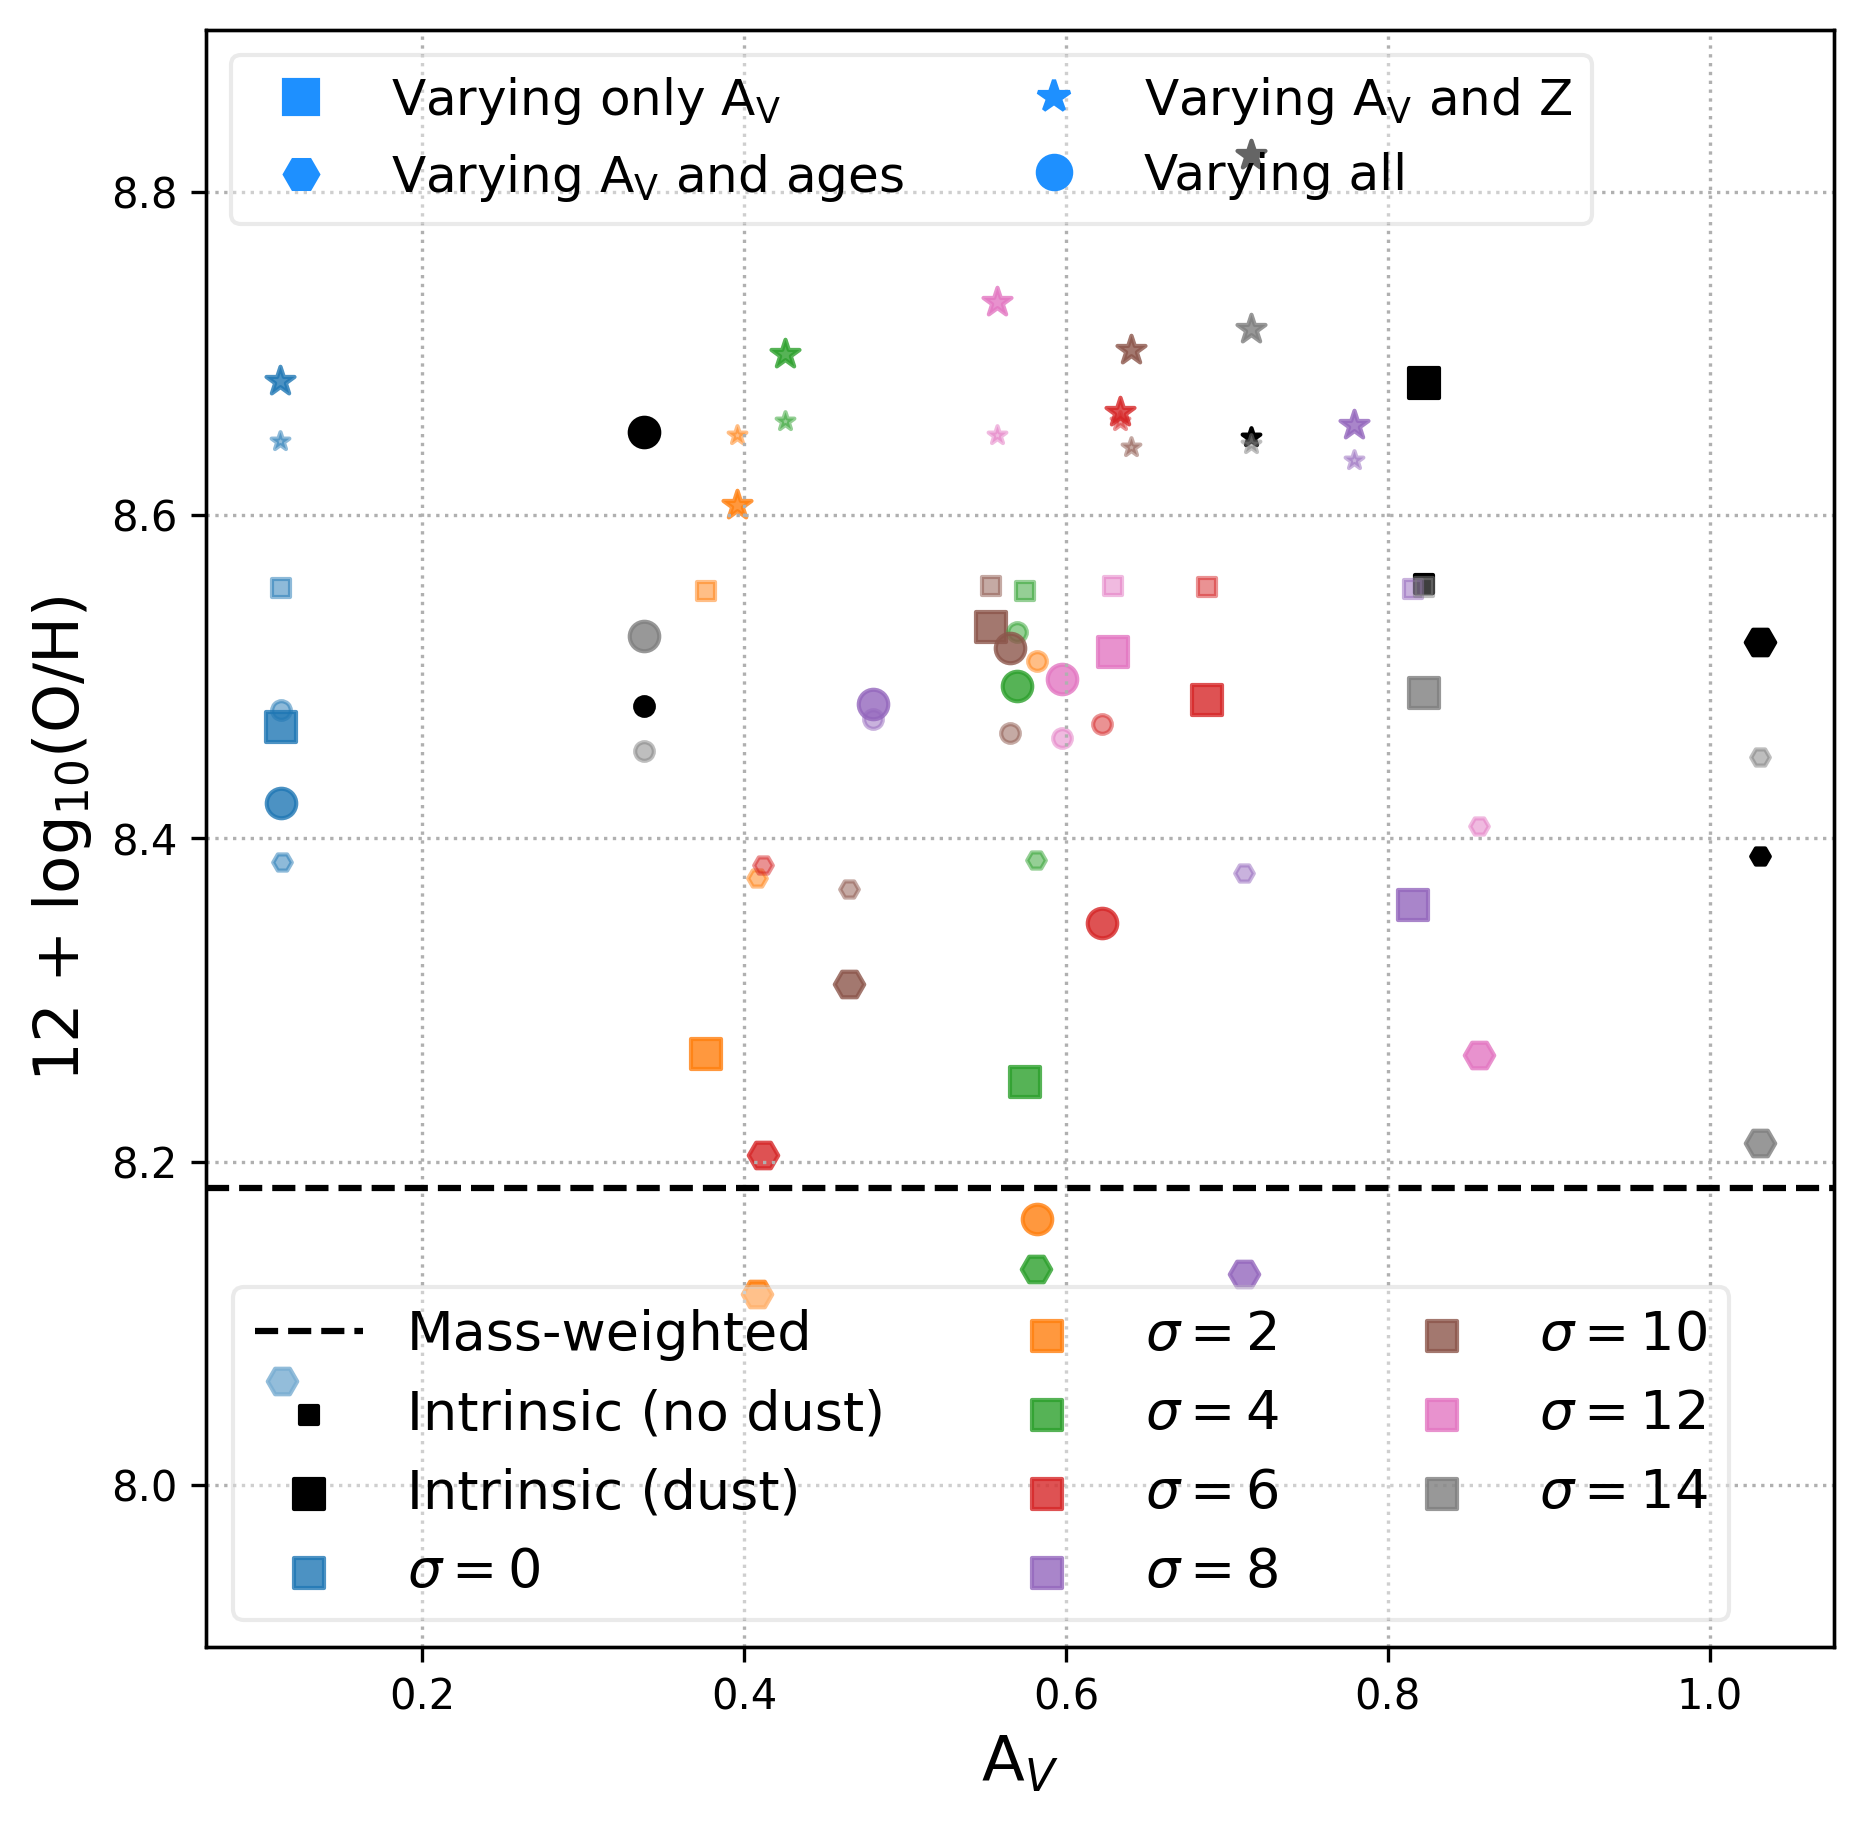 Varying only A_V
Varying A_V and ages
Varying A_V and Z
Varying all
8.8
8.6
8.4
8.2
8.0
12 + log₁₀(O/H)
Mass-weighted
Intrinsic (no dust)
Intrinsic (dust)
σ = 0
σ = 2
σ = 4
σ = 6
σ = 8
σ = 10
σ = 12
σ = 14
0.2
0.4
0.6
0.8
1.0
A_V